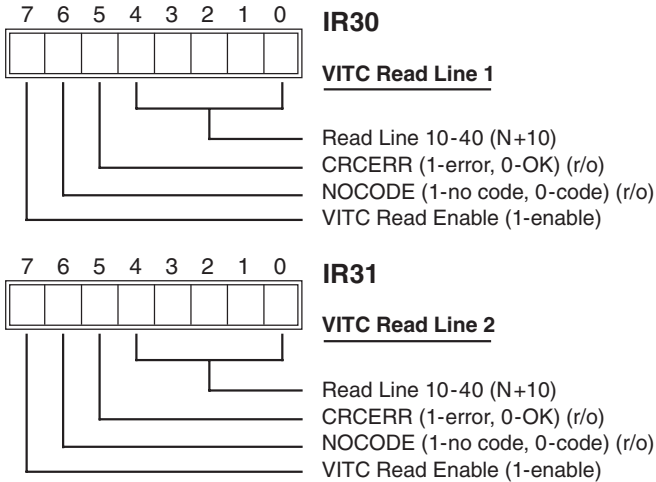 7 6 5 4 3 2 1 0 IR30
VITC Read Line 1
Read Line 10-40 (N+10)
CRCERR (1-error, 0-OK) (r/o)
NOCODE (1-no code, 0-code) (r/o)
VITC Read Enable (1-enable)
7 6 5 4 3 2 1 0 IR31
VITC Read Line 2
Read Line 10-40 (N+10)
CRCERR (1-error, 0-OK) (r/o)
NOCODE (1-no code, 0-code) (r/o)
VITC Read Enable (1-enable)